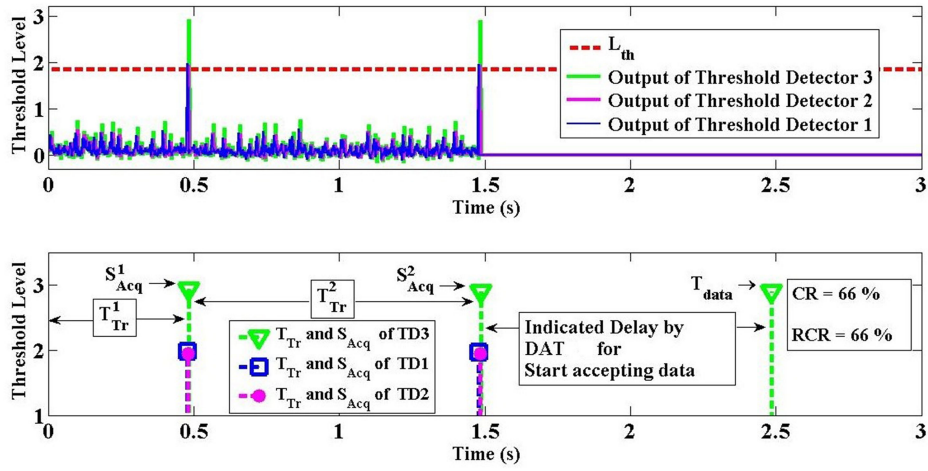 3
2
1
0
Threshold Level
L_th
Output of Threshold Detector 3
Output of Threshold Detector 2
Output of Threshold Detector 1
0 0.5 1 1.5 2 2.5 3
Time (s)
3
2
1
Threshold Level
S^1_Acq
T^1_Tr
T^2_Tr
S^2_Acq
T_data
CR = 66 %
RCR = 66 %
Indicated Delay by
DAT for
Start accepting data
T_Tr and S_Acq of TD3
T_Tr and S_Acq of TD1
T_Tr and S_Acq of TD2
0 0.5 1 1.5 2 2.5 3
Time (s)